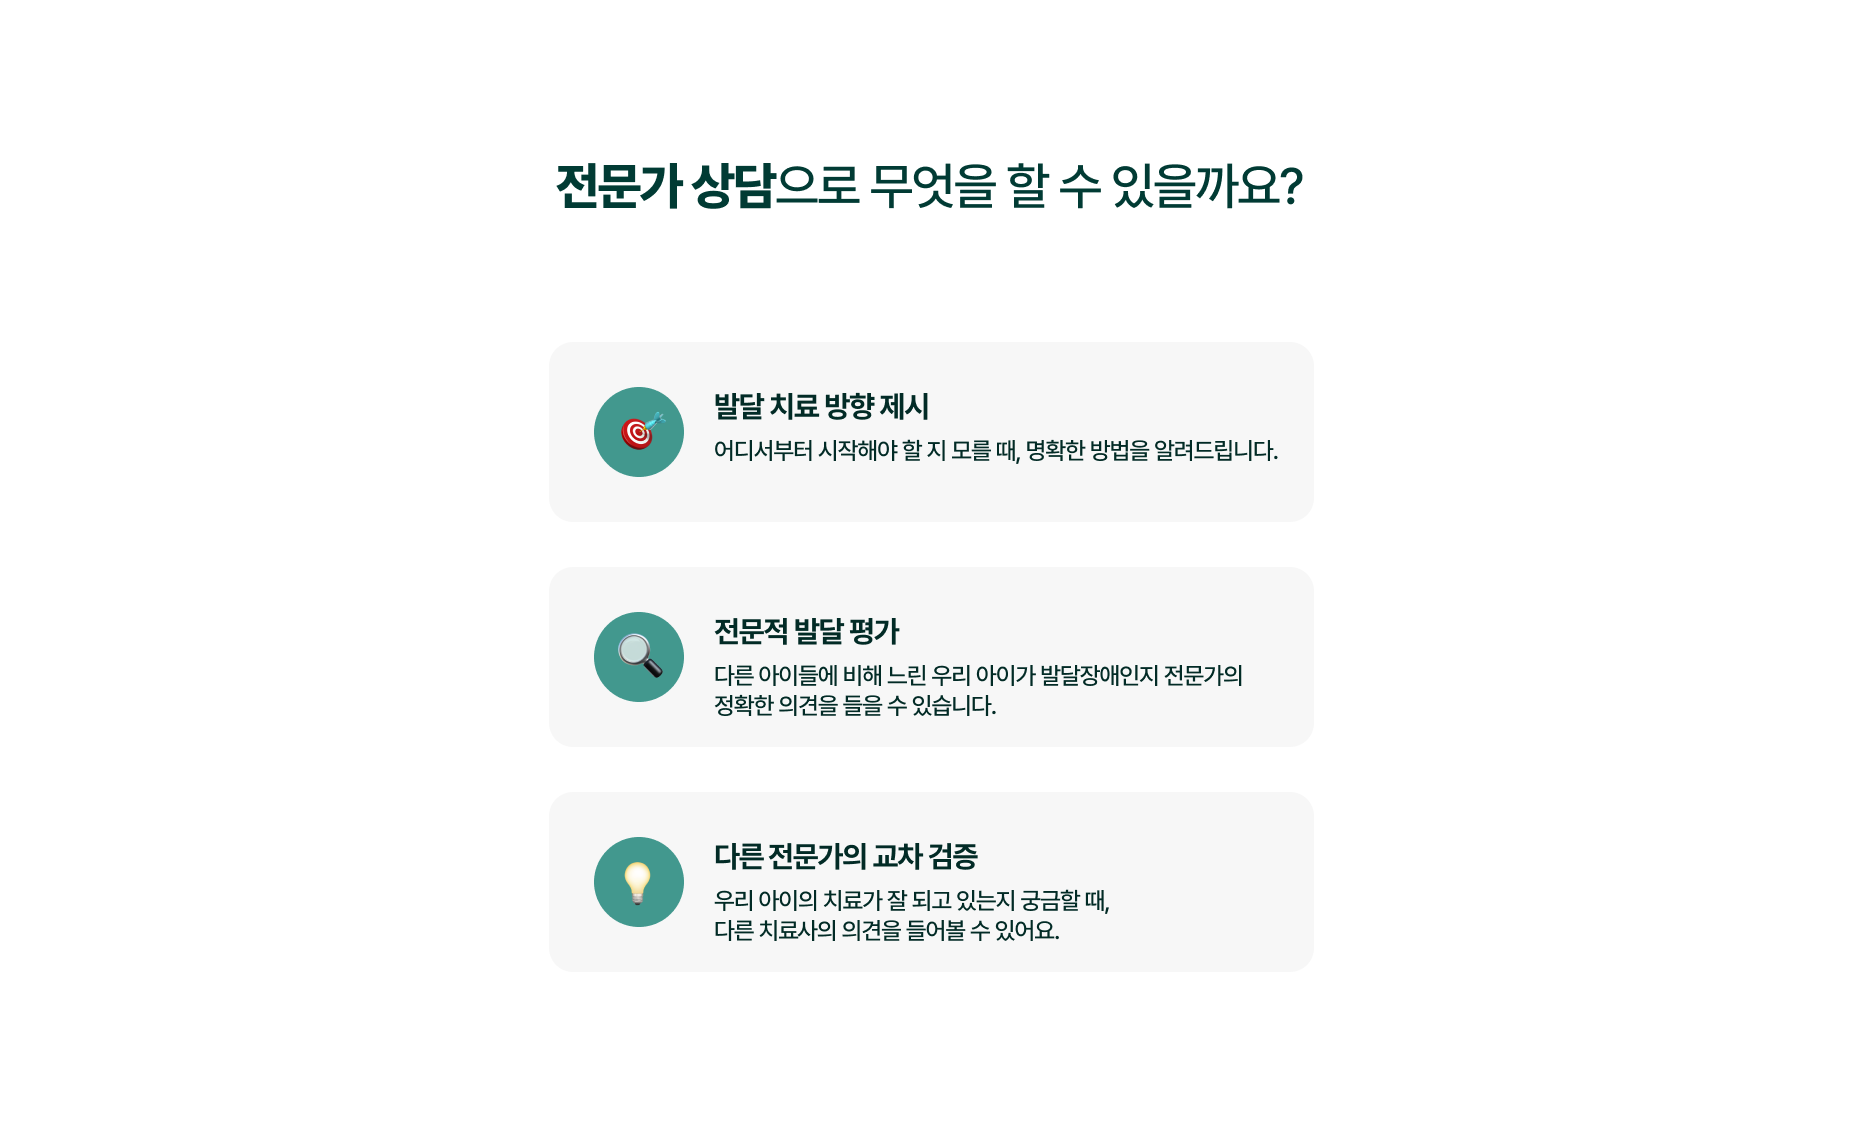 전문가 상담으로 무엇을 할 수 있을까요?
발달 치료 방향 제시
어디서부터 시작해야 할 지 모를 때, 명확한 방법을 알려드립니다.
전문적 발달 평가
다른 아이들에 비해 느린 우리 아이가 발달장애인지 전문가의
정확한 의견을 들을 수 있습니다.
다른 전문가의 교차 검증
우리 아이의 치료가 잘 되고 있는지 궁금할 때,
다른 치료사의 의견을 들어볼 수 있어요.